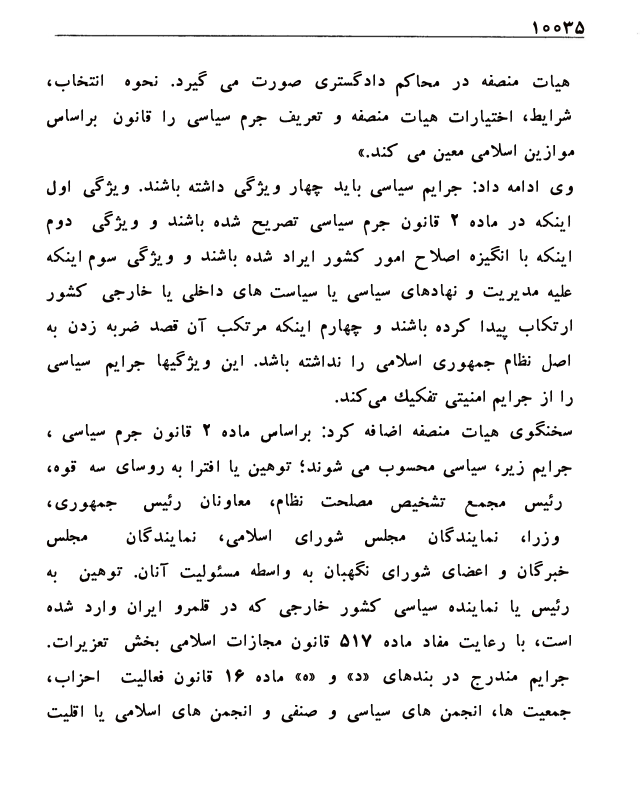 ۱۰۰۳۵
هیات منصفه در محاکم دادگستری صورت می گیرد. نحوه انتخاب،
شرایط، اختیارات هیات منصفه و تعریف جرم سیاسی را قانون براساس
موازین اسلامی معین می کند.»
وی ادامه داد: جرایم سیاسی باید چهار ویژگی داشته باشند. ویژگی اول
اینکه در ماده ۲ قانون جرم سیاسی تصریح شده باشند و ویژگی دوم
اینکه با انگیزه اصلاح امور کشور ایراد شده باشند و ویژگی سوم اینکه
علیه مدیریت و نهادهای سیاسی یا سیاست های داخلی یا خارجی کشور
ارتکاب پیدا کرده باشند و چهارم اینکه مرتکب آن قصد ضربه زدن به
اصل نظام جمهوری اسلامی را نداشته باشد. این ویژگیها جرایم سیاسی
را از جرایم امنیتی تفکیك می‌کند.
سخنگوی هیات منصفه اضافه کرد: براساس ماده ۲ قانون جرم سیاسی ،
جرایم زیر، سیاسی محسوب می شوند؛ توهین یا افترا به روسای سه قوه،
رئیس مجمع تشخیص مصلحت نظام، معاونان رئیس جمهوری،
وزرا، نمایندگان مجلس شورای اسلامی، نمایندگان مجلس
خبرگان و اعضای شورای نگهبان به واسطه مسئولیت آنان. توهین به
رئیس یا نماینده سیاسی کشور خارجی که در قلمرو ایران وارد شده
است، با رعایت مفاد ماده ۵۱۷ قانون مجازات اسلامی بخش تعزیرات.
جرایم مندرج در بندهای «د» و «ه» ماده ۱۶ قانون فعالیت احزاب،
جمعیت ها، انجمن های سیاسی و صنفی و انجمن های اسلامی یا اقلیت